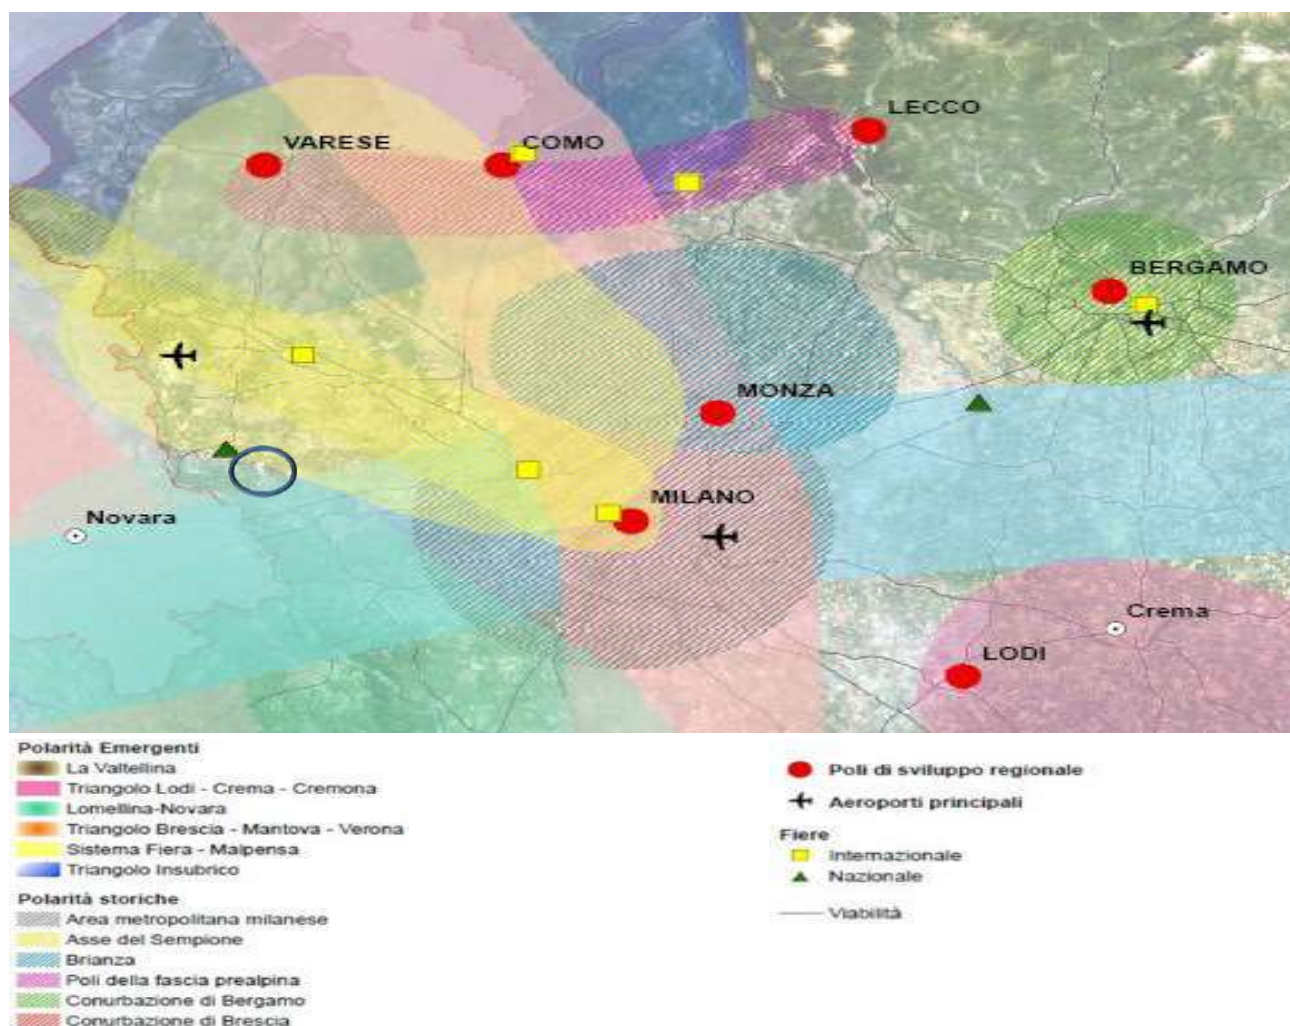 LECCO
VARESE
COMO
BERGAMO
MONZA
MILANO
Novara
Crema
LODI
Polarità Emergenti
La Valtellina
Triangolo Lodi - Crema - Cremona
Lomellina-Novara
Triangolo Brescia - Mantova - Verona
Sistema Fiera - Malpensa
Triangolo Insubrico
Polarità storiche
Area metropolitana milanese
Asse del Sempione
Brianza
Poli della fascia prealpina
Conurbazione di Bergamo
Conurbazione di Brescia
Poli di sviluppo regionale
Aeroporti principali
Fiere
Internazionale
Nazionale
Viabilità